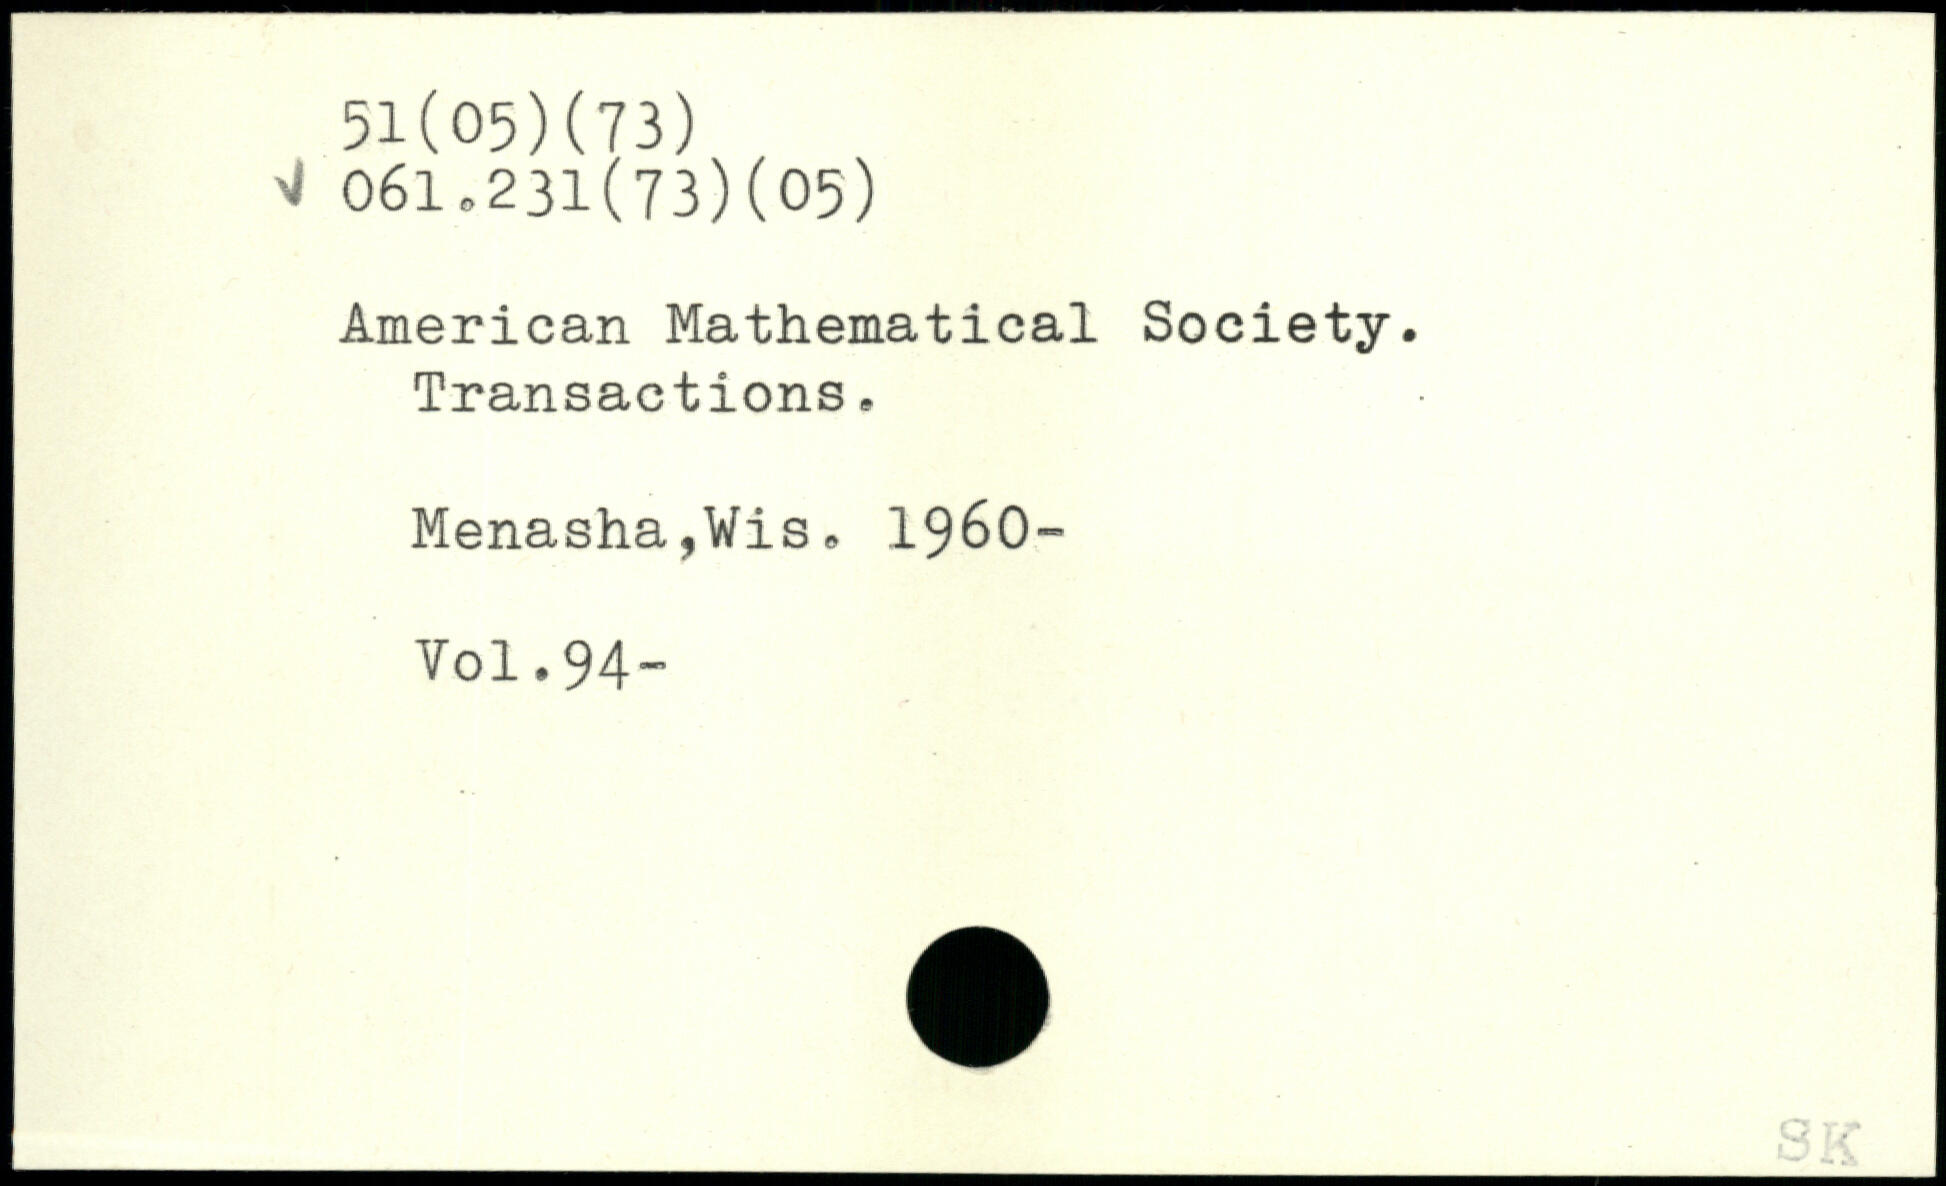 51(05)(73)
✓ 061.231(73)(05)
American Mathematical Society.
Transactions.
Menasha,Wis. 1960-
Vol.94-
SK